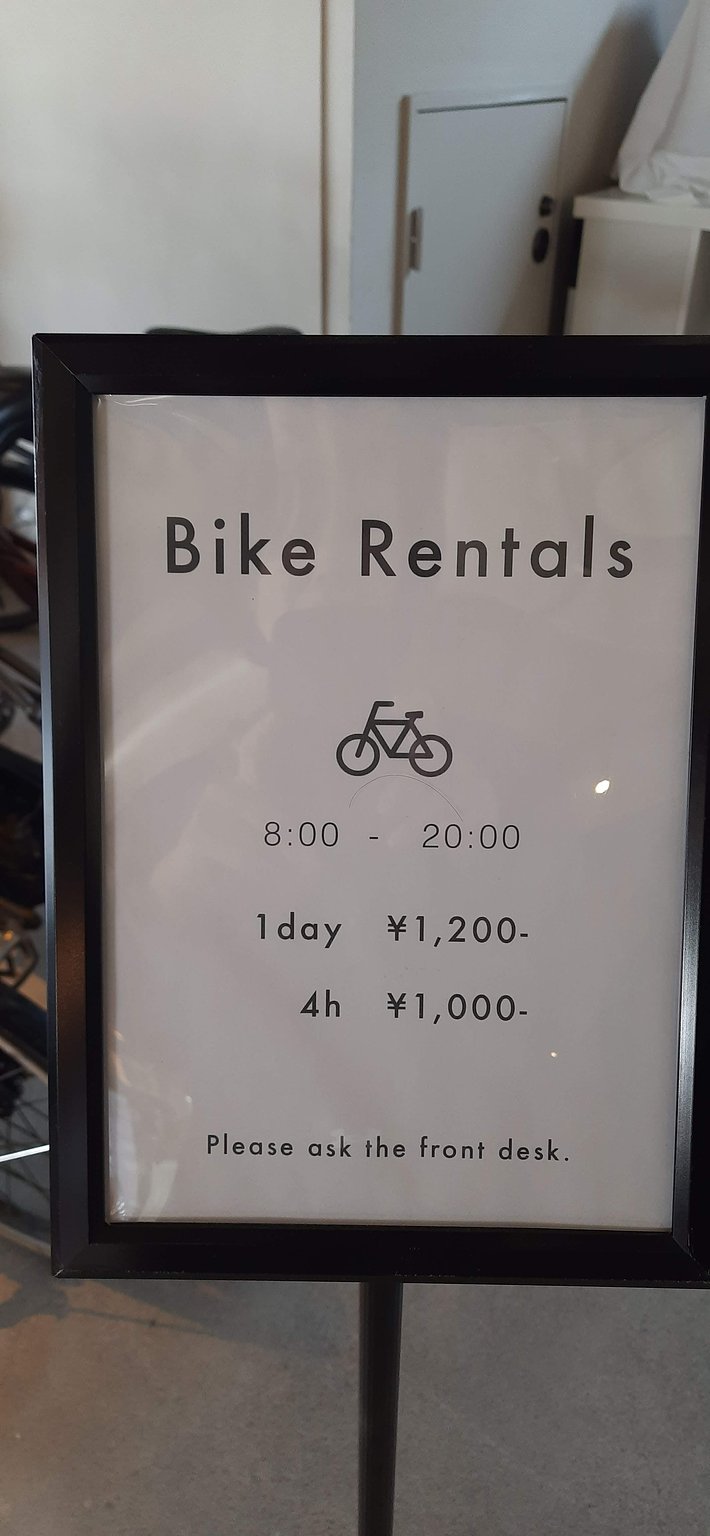 Bike Rentals
8:00 - 20:00
1day ¥1,200-
4h ¥1,000-
Please ask the front desk.